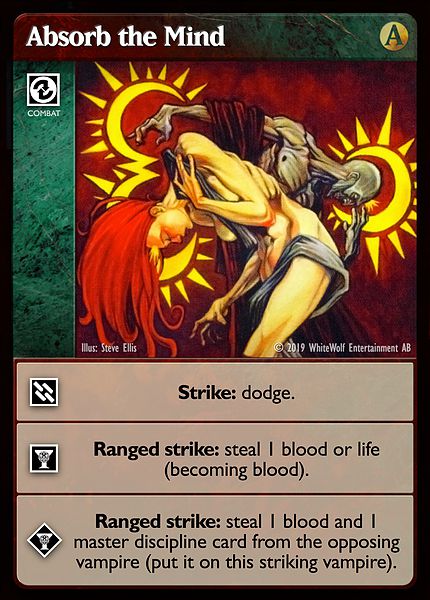 Absorb the Mind
A
COMBAT
Illus: Steve Ellis
© 2019 WhiteWolf Entertainment AB
Strike: dodge.
Ranged strike: steal 1 blood or life
(becoming blood).
Ranged strike: steal 1 blood and 1
master discipline card from the opposing
vampire (put it on this striking vampire).